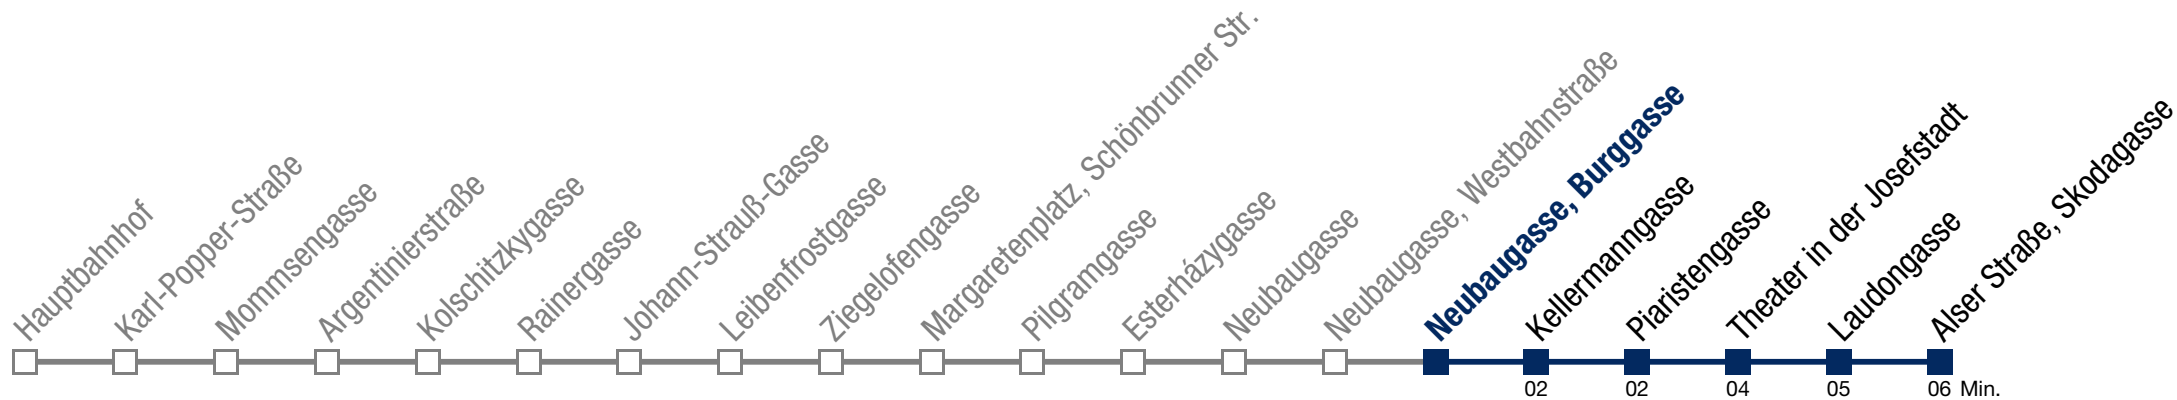 Hauptbahnhof
Karl-Popper-Straße
Mommsengasse
Argentinierstraße
Kolschitzkygasse
Rainergasse
Johann-Strauß-Gasse
Leibenfrostgasse
Ziegelofengasse
Margaretenplatz, Schönbrunner Str.
Pilgramgasse
Esterházygasse
Neubaugasse
Neubaugasse, Westbahnstraße
Neubaugasse, Burggasse
Kellermanngasse
Piaristengasse
Theater in der Josefstadt
Laudongasse
Alser Straße, Skodagasse
02 02 04 05 06 Min.